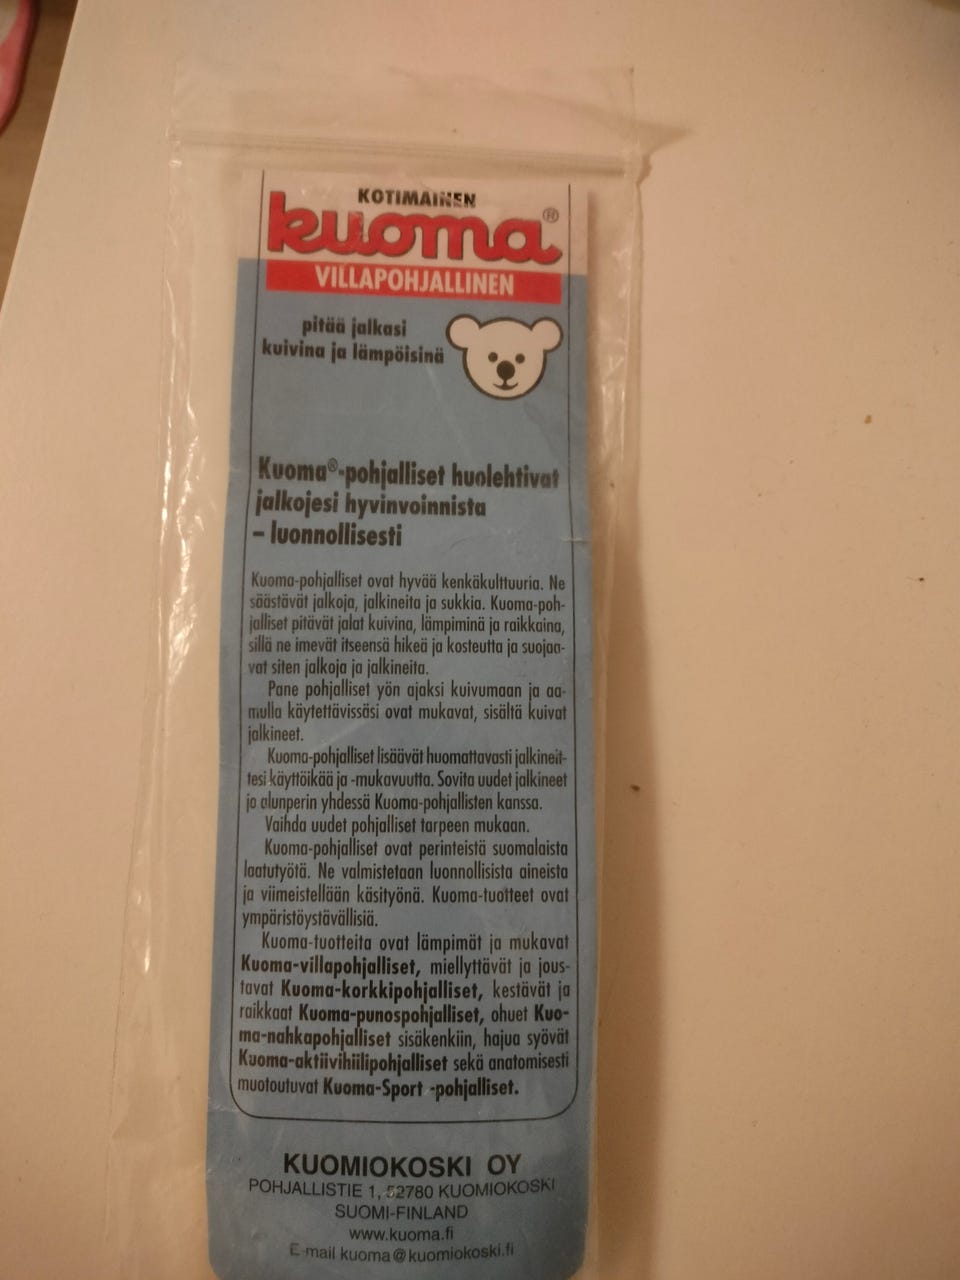 KOTIMAINEN
kuoma®
VILLAPOHJALLINEN
pitää jalkasi
kuivina ja lämpöisinä
Kuoma®-pohjalliset huolehtivat
jalkojesi hyvinvoinnista
– luonnollisesti
Kuoma-pohjalliset ovat hyvää kenkäkulttuuria. Ne
säästävät jalkoja, jalkineita ja sukkia. Kuoma-poh-
jalliset pitävät jalat kuivina, lämpiminä ja raikkaina,
sillä ne imevät itseensä hikeä ja kosteutta ja suojaa-
vat siten jalkoja ja jalkineita.
Pane pohjalliset yön ajaksi kuivumaan ja aa-
mulla käytettävissäsi ovat mukavat, sisältä kuivat
jalkineet.
Kuoma-pohjalliset lisäävät huomattavasti jalkineit-
tesi käyttöikää ja -mukavuutta. Sovita uudet jalkineet
jo alunperin yhdessä Kuoma-pohjallisten kanssa.
Vaihda uudet pohjalliset tarpeen mukaan.
Kuoma-pohjalliset ovat perinteistä suomalaista
laatutyötä. Ne valmistetaan luonnollisista aineista
ja viimeistellään käsityönä. Kuoma-tuotteet ovat
ympäristöystävällisiä.
Kuoma-tuotteita ovat lämpimät ja mukavat
Kuoma-villapohjalliset, miellyttävät ja jous-
tavat Kuoma-korkkipohjalliset, kestävät ja
raikkaat Kuoma-punospohjalliset, ohuet Kuo-
ma-nahkapohjalliset sisäkenkiin, hajua syövät
Kuoma-aktiivihiilipohjalliset sekä anatomisesti
muotoutuvat Kuoma-Sport -pohjalliset.
KUOMIOKOSKI OY
POHJALLISTIE 1, 52780 KUOMIOKOSKI
SUOMI-FINLAND
www.kuoma.fi
E-mail kuoma@kuomiokoski.fi